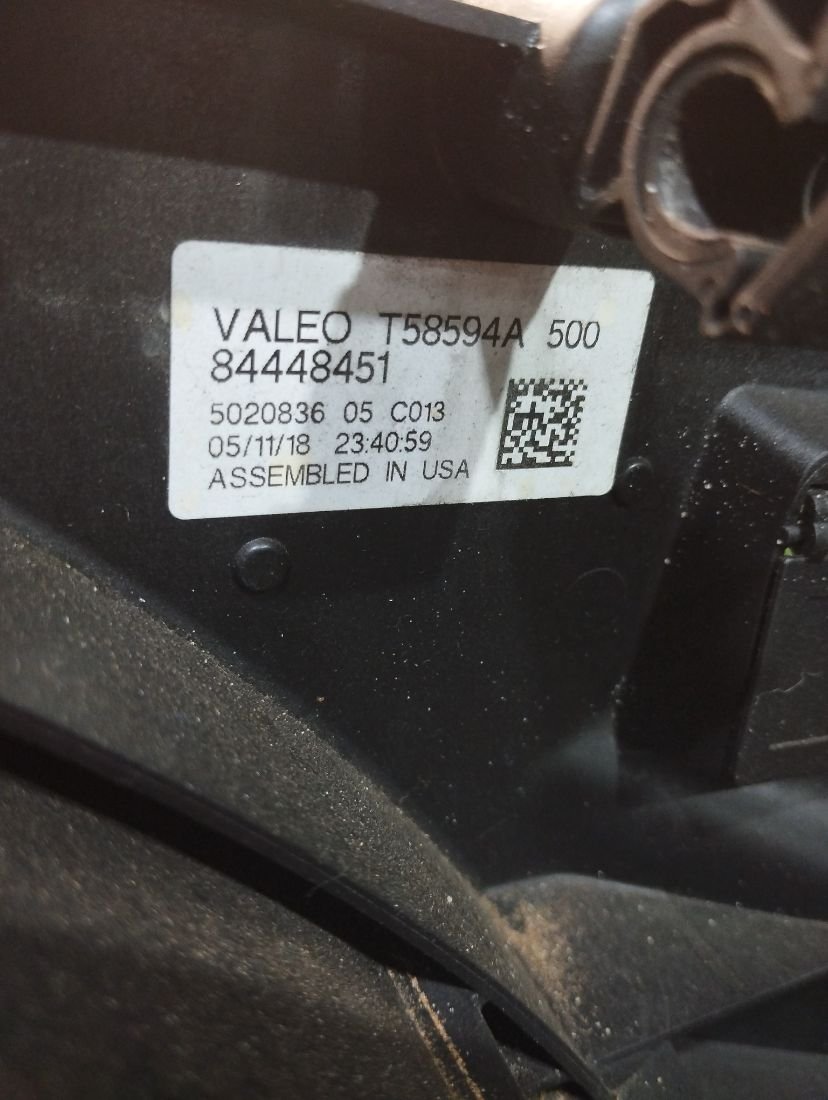 VALEO T58594A 500
84448451
5020836 05 C013
05/11/18 23:40:59
ASSEMBLED IN USA